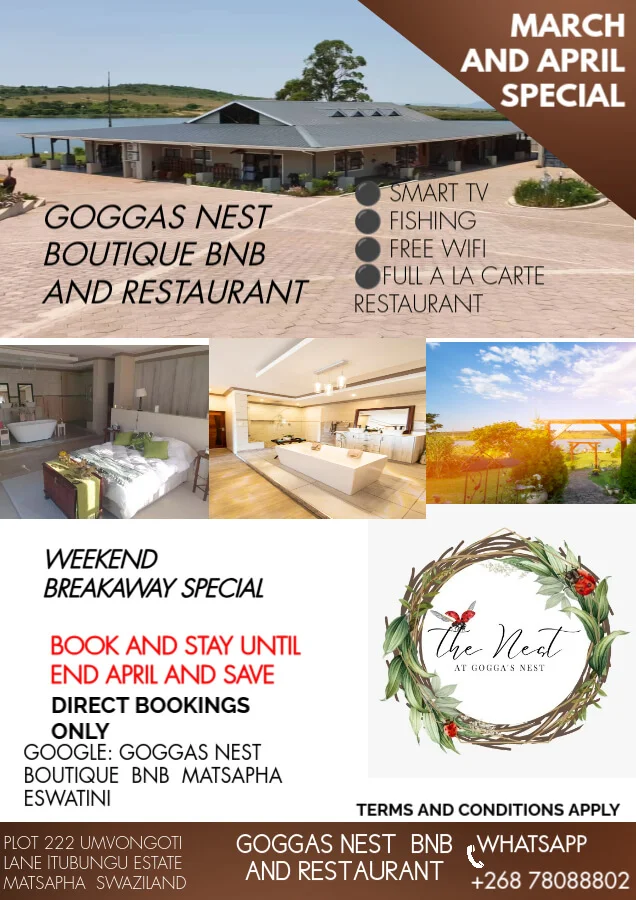 MARCH
AND APRIL
SPECIAL
GOGGAS NEST
BOUTIQUE BNB
AND RESTAURANT
SMART TV
FISHING
FREE WIFI
FULL A LA CARTE
RESTAURANT
WEEKEND
BREAKAWAY SPECIAL
BOOK AND STAY UNTIL
END APRIL AND SAVE
DIRECT BOOKINGS
ONLY
GOOGLE: GOGGAS NEST
BOUTIQUE BNB MATSAPHA
ESWATINI
the Nest
AT GOGGA'S NEST
TERMS AND CONDITIONS APPLY
PLOT 222 UMVONGOTI
LANE ITUBUNGU ESTATE
MATSAPHA SWAZILAND
GOGGAS NEST BNB
AND RESTAURANT
WHATSAPP
+268 78088802